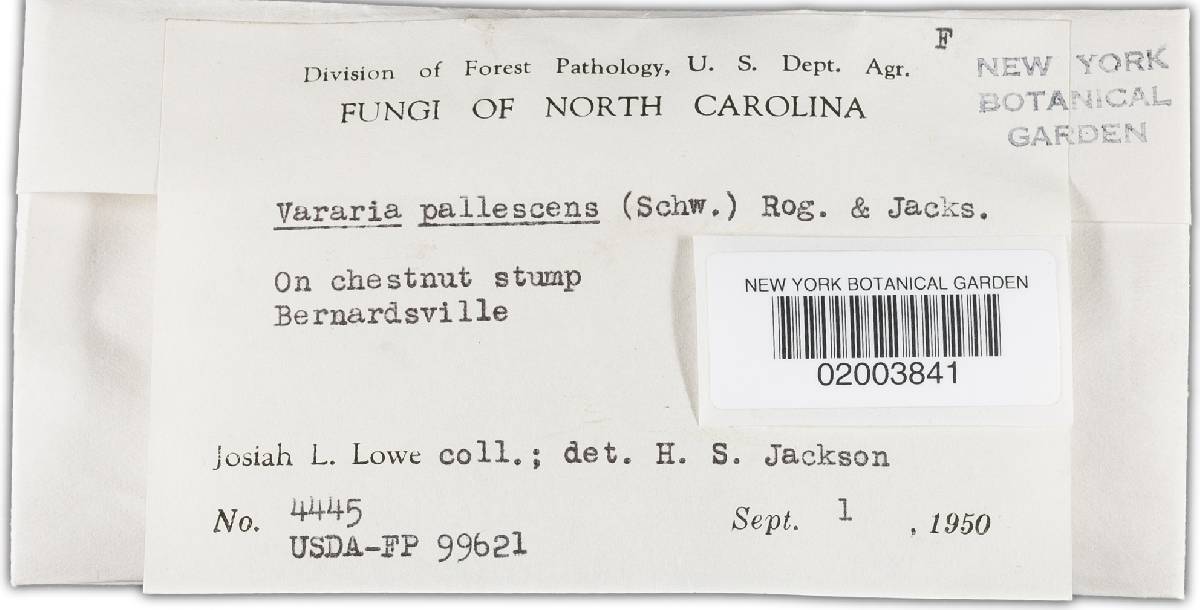 F
Division of Forest Pathology, U. S. Dept. Agr.
FUNGI OF NORTH CAROLINA
NEW YORK
BOTANICAL
GARDEN
Vararia pallescens (Schw.) Rog. & Jacks.
On chestnut stump
Bernardsville
NEW YORK BOTANICAL GARDEN
02003841
Josiah L. Lowe coll.; det. H. S. Jackson
No. 4445
USDA-FP 99621
Sept. 1, 1950